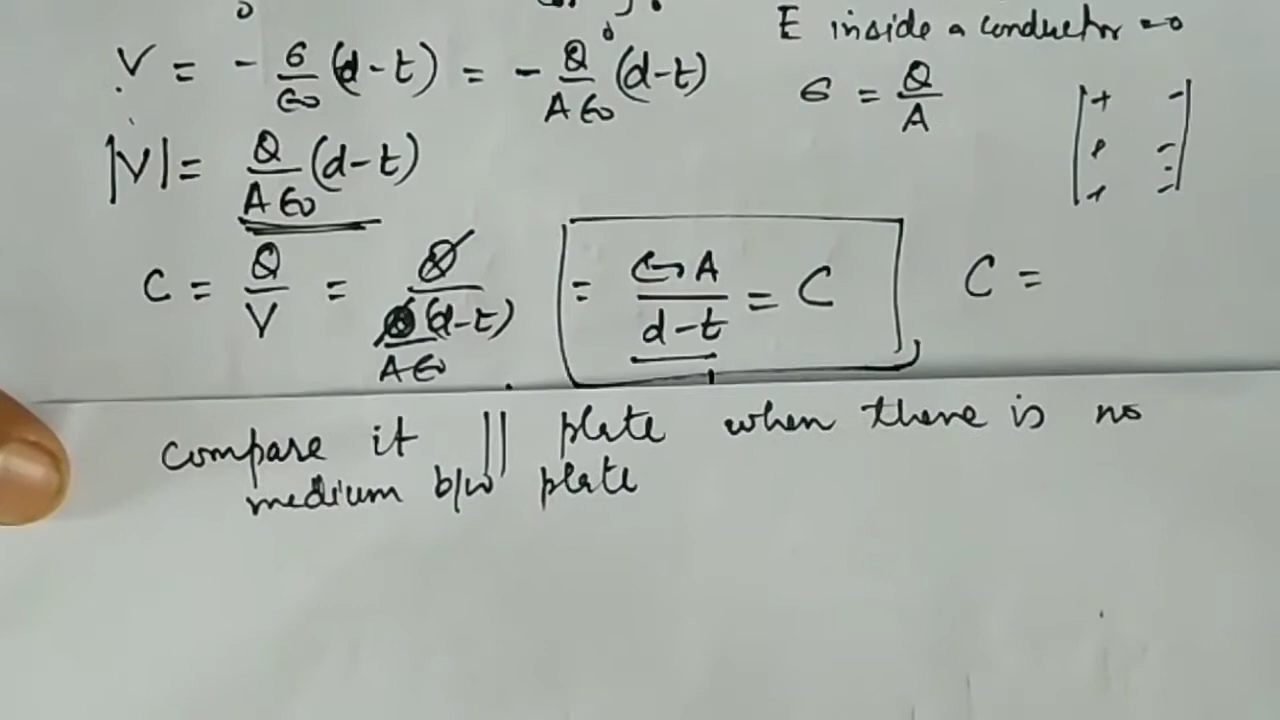 E inside a conductor = 0
V = - σ/ε₀ (d-t) = - Q/Aε₀ (d-t)
σ = Q/A
|V| = Q/Aε₀ (d-t)
C = Q/V = Q/(Q(d-t)/Aε₀) = ε₀A/d-t = C
C =
compare it || plate when there is no
medium b/w plate